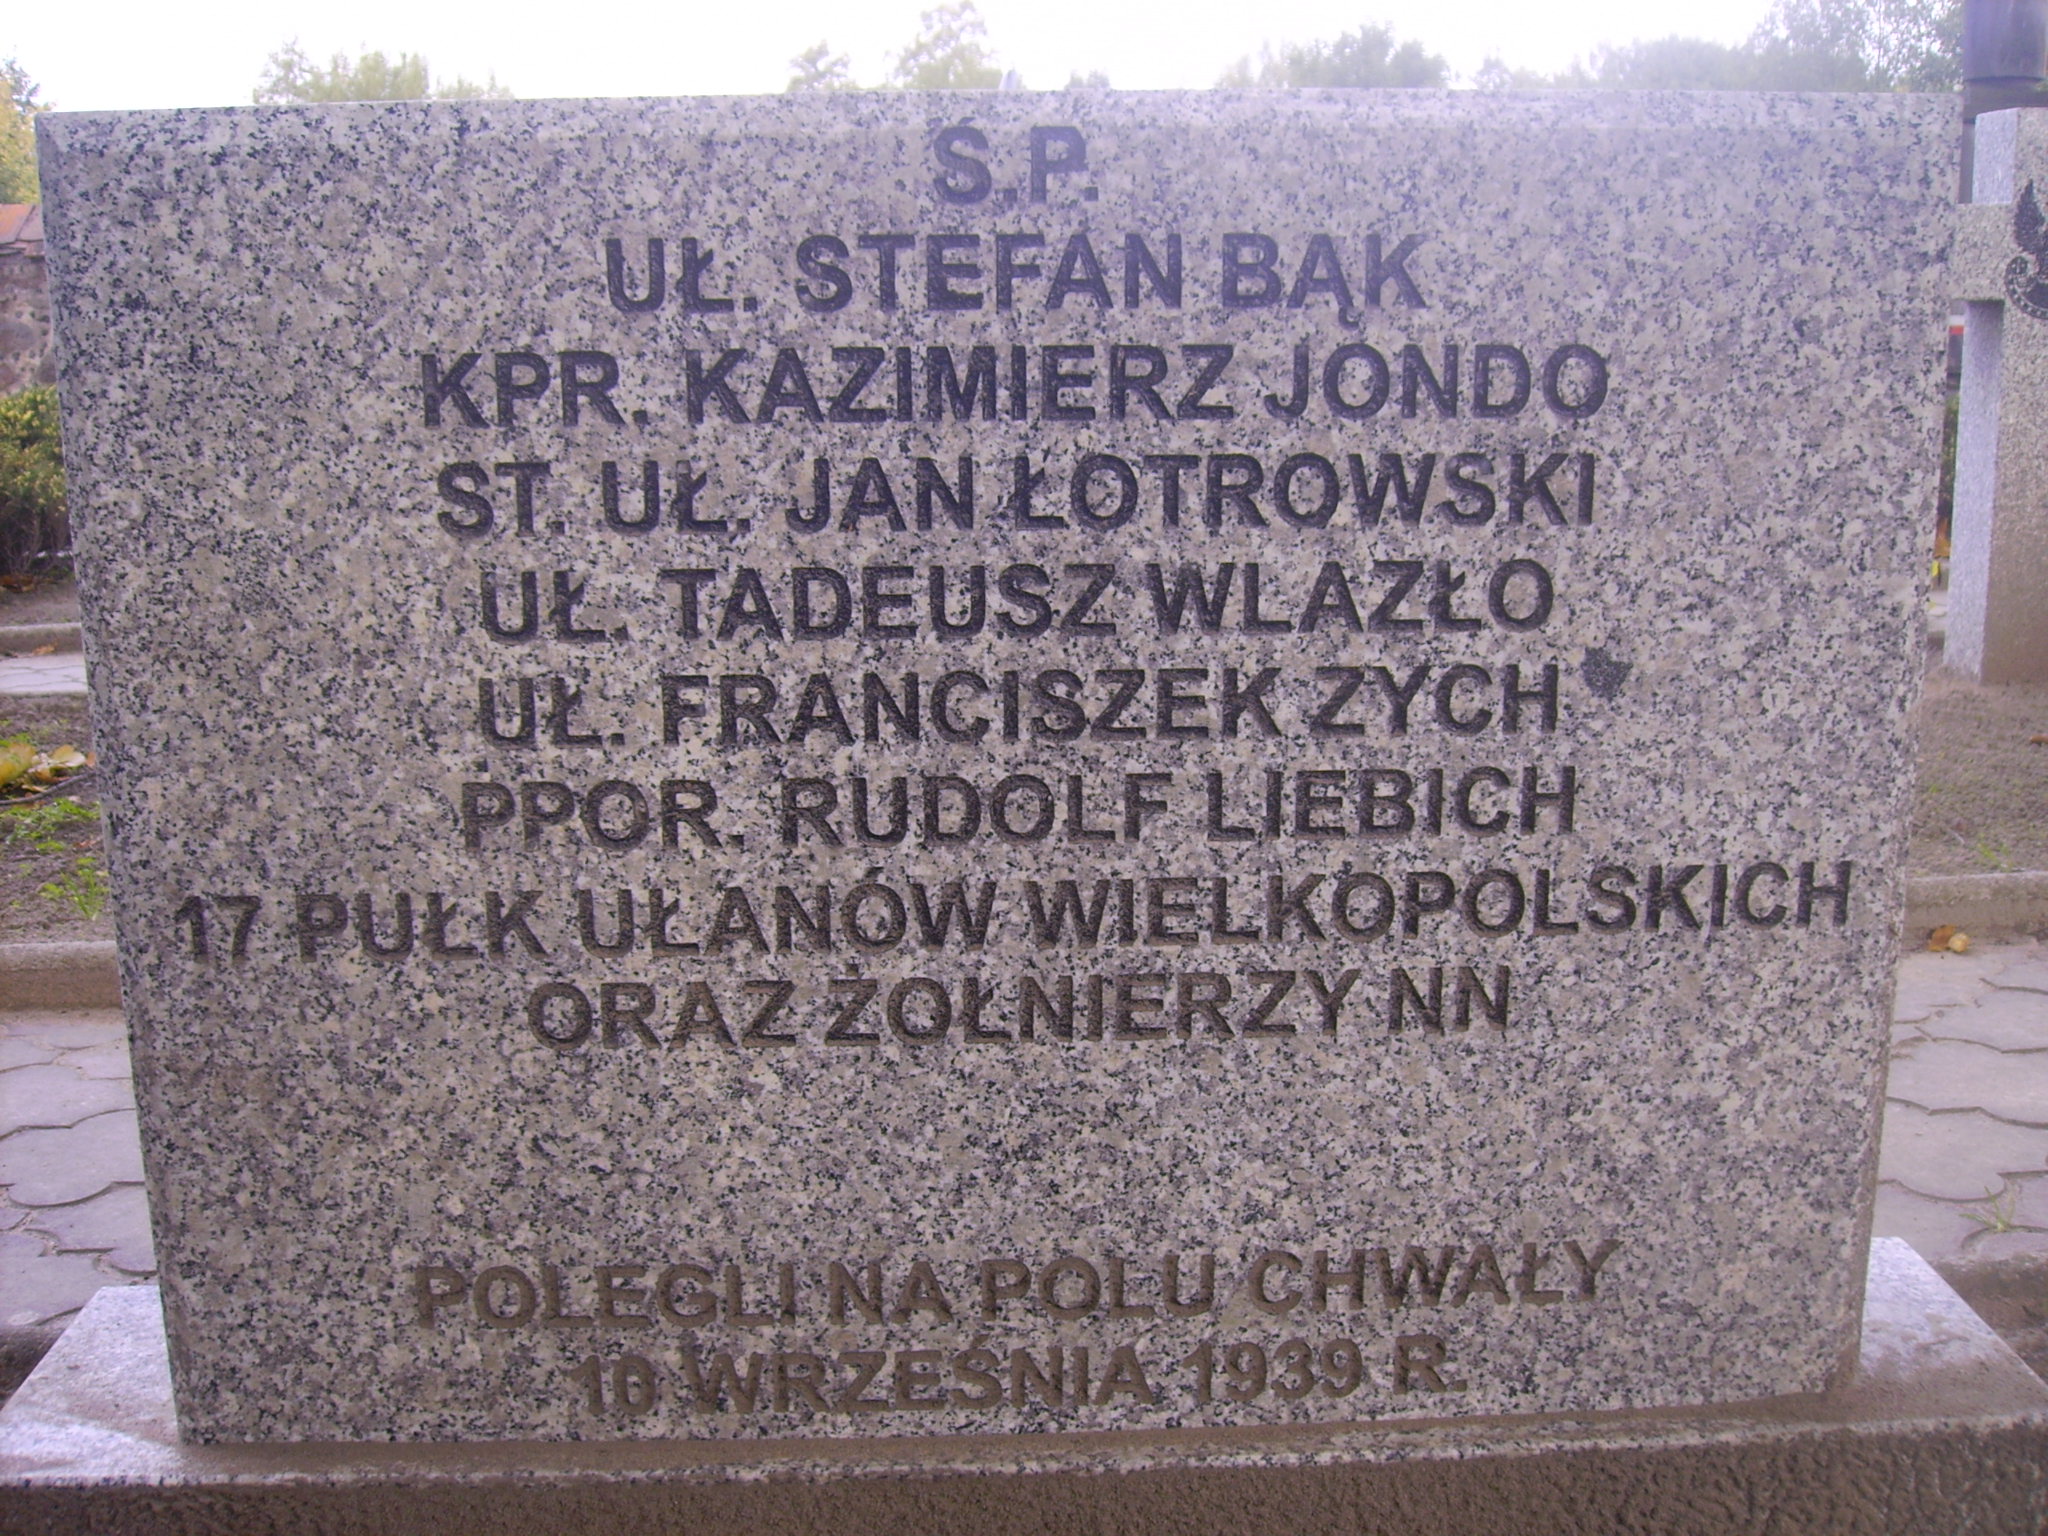 Ś.P.
UŁ. STEFAN BĄK
KPR. KAZIMIERZ JONDO
ST. UŁ. JAN ŁOTROWSKI
UŁ. TADEUSZ WLAZŁO
UŁ. FRANCISZEK ZYCH
PPOR. RUDOLF LIEBICH
17 PUŁK UŁANÓW WIELKOPOLSKICH
ORAZ ŻOŁNIERZY NN
POLEGLI NA POLU CHWAŁY
10 WRZEŚNIA 1939 R.